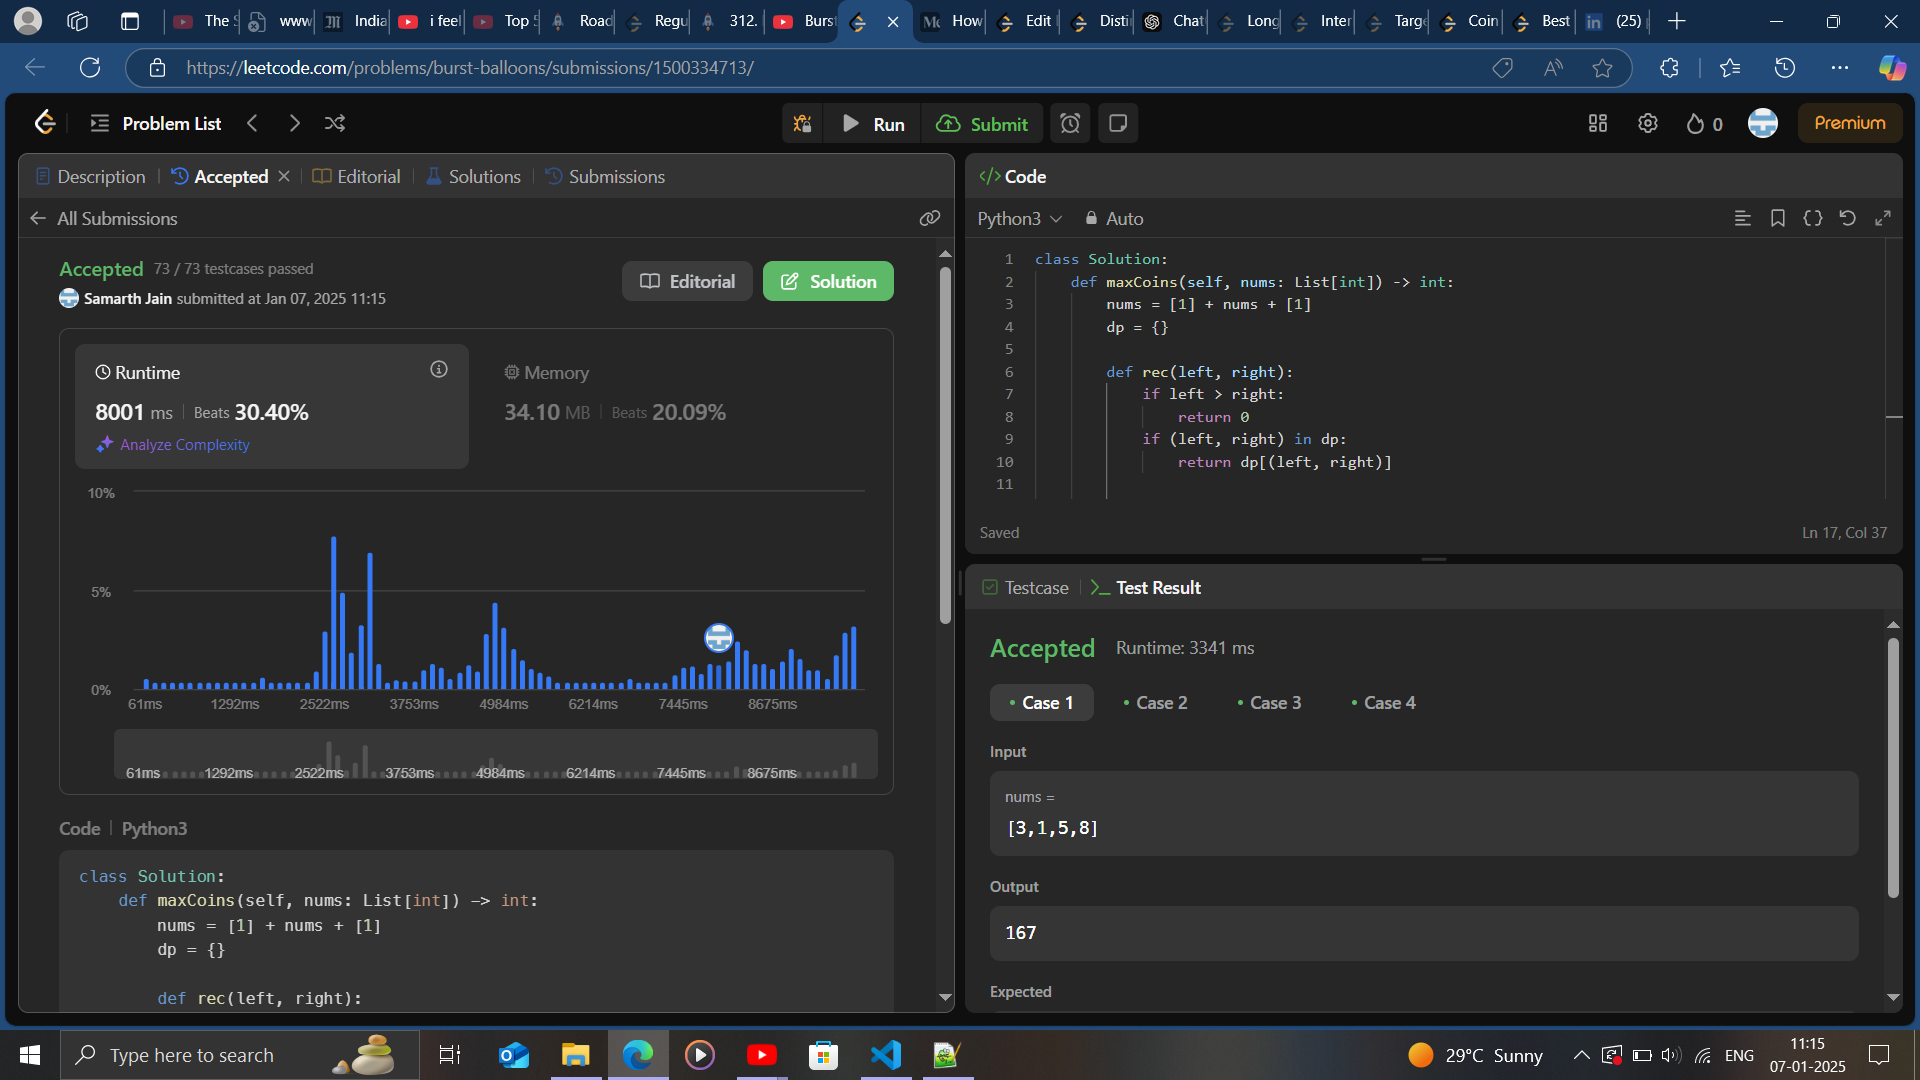 The S
www
India
i feel
Top 5
Road
Regu
312.
Burst
How
Edit
Distin
Chat
Long
Inter
Targe
Coin
Best
(25)
https://leetcode.com/problems/burst-balloons/submissions/1500334713/
Problem List
Run
Submit
0
Premium
Description
Accepted
Editorial
Solutions
Submissions
All Submissions
Accepted 73 / 73 testcases passed
Samarth Jain submitted at Jan 07, 2025 11:15
Editorial
Solution
Runtime
8001 ms Beats 30.40%
Analyze Complexity
Memory
34.10 MB Beats 20.09%
10%
5%
0%
61ms 1292ms 2522ms 3753ms 4984ms 6214ms 7445ms 8675ms
61ms 1292ms 2522ms 3753ms 4984ms 6214ms 7445ms 8675ms
Code | Python3
class Solution:
def maxCoins(self, nums: List[int]) -> int:
nums = [1] + nums + [1]
dp = {}
def rec(left, right):
</> Code
Python3
Auto
1 class Solution:
2 def maxCoins(self, nums: List[int]) -> int:
3 nums = [1] + nums + [1]
4 dp = {}
5
6 def rec(left, right):
7 if left > right:
8 return 0
9 if (left, right) in dp:
10 return dp[(left, right)]
11
Saved
Ln 17, Col 37
Testcase
Test Result
Accepted Runtime: 3341 ms
Case 1
Case 2
Case 3
Case 4
Input
nums =
[3,1,5,8]
Output
167
Expected
Type here to search
29°C Sunny
ENG
11:15
07-01-2025